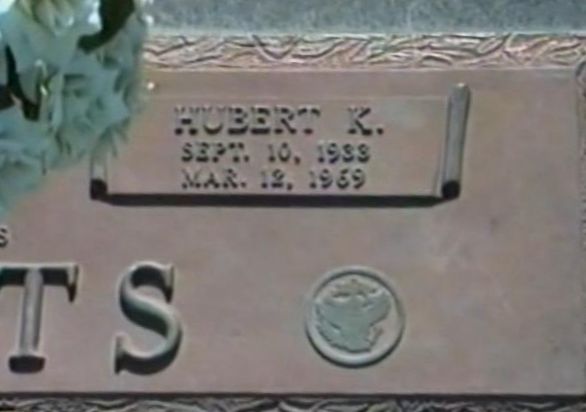 HUBERT K.
SEPT. 10, 1933
MAR. 12, 1969
S
TS